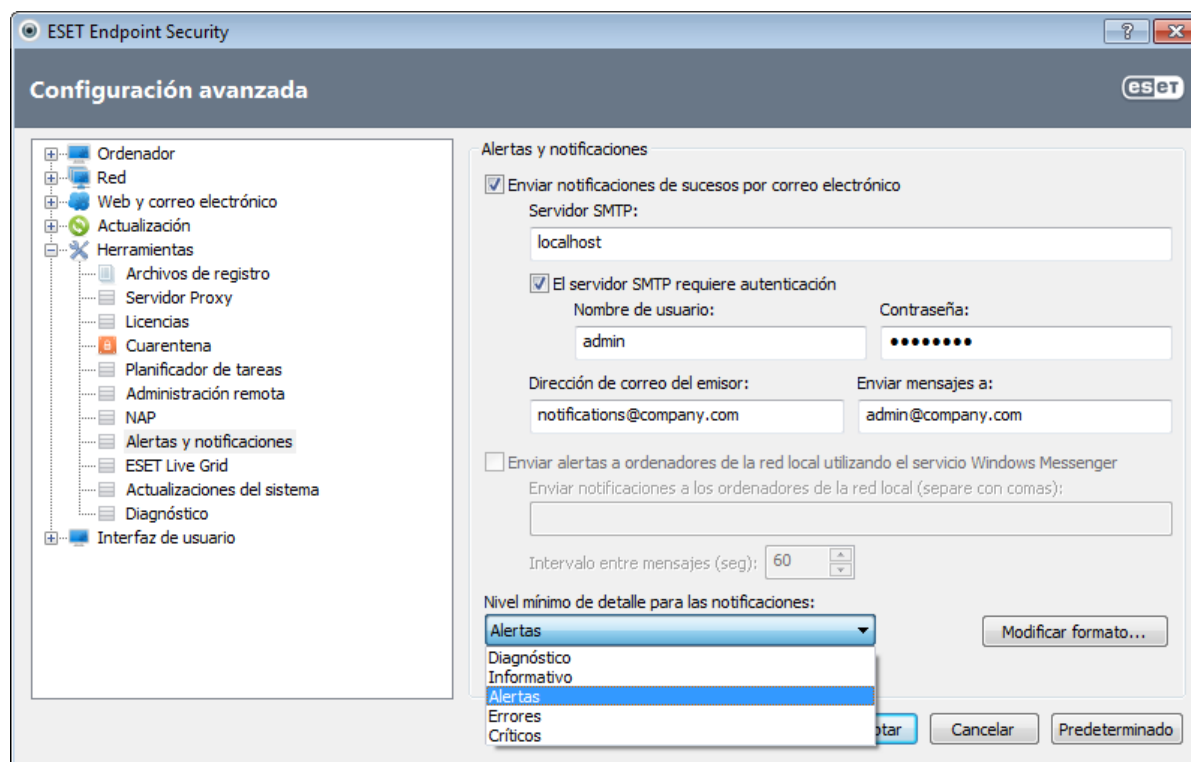 ESET Endpoint Security
?
Configuración avanzada
eset
Ordenador
Red
Web y correo electrónico
Actualización
Herramientas
Archivos de registro
Servidor Proxy
Licencias
Cuarentena
Planificador de tareas
Administración remota
NAP
Alertas y notificaciones
ESET Live Grid
Actualizaciones del sistema
Diagnóstico
Interfaz de usuario
Alertas y notificaciones
Enviar notificaciones de sucesos por correo electrónico
Servidor SMTP:
localhost
El servidor SMTP requiere autenticación
Nombre de usuario: Contraseña:
admin ••••••••
Dirección de correo del emisor: Enviar mensajes a:
notifications@company.com admin@company.com
Enviar alertas a ordenadores de la red local utilizando el servicio Windows Messenger
Enviar notificaciones a los ordenadores de la red local (separe con comas):
Intervalo entre mensajes (seg): 60
Nivel mínimo de detalle para las notificaciones:
Alertas Modificar formato...
Diagnóstico
Informativo
Alertas
Errores
Críticos
ptar Cancelar Predeterminado